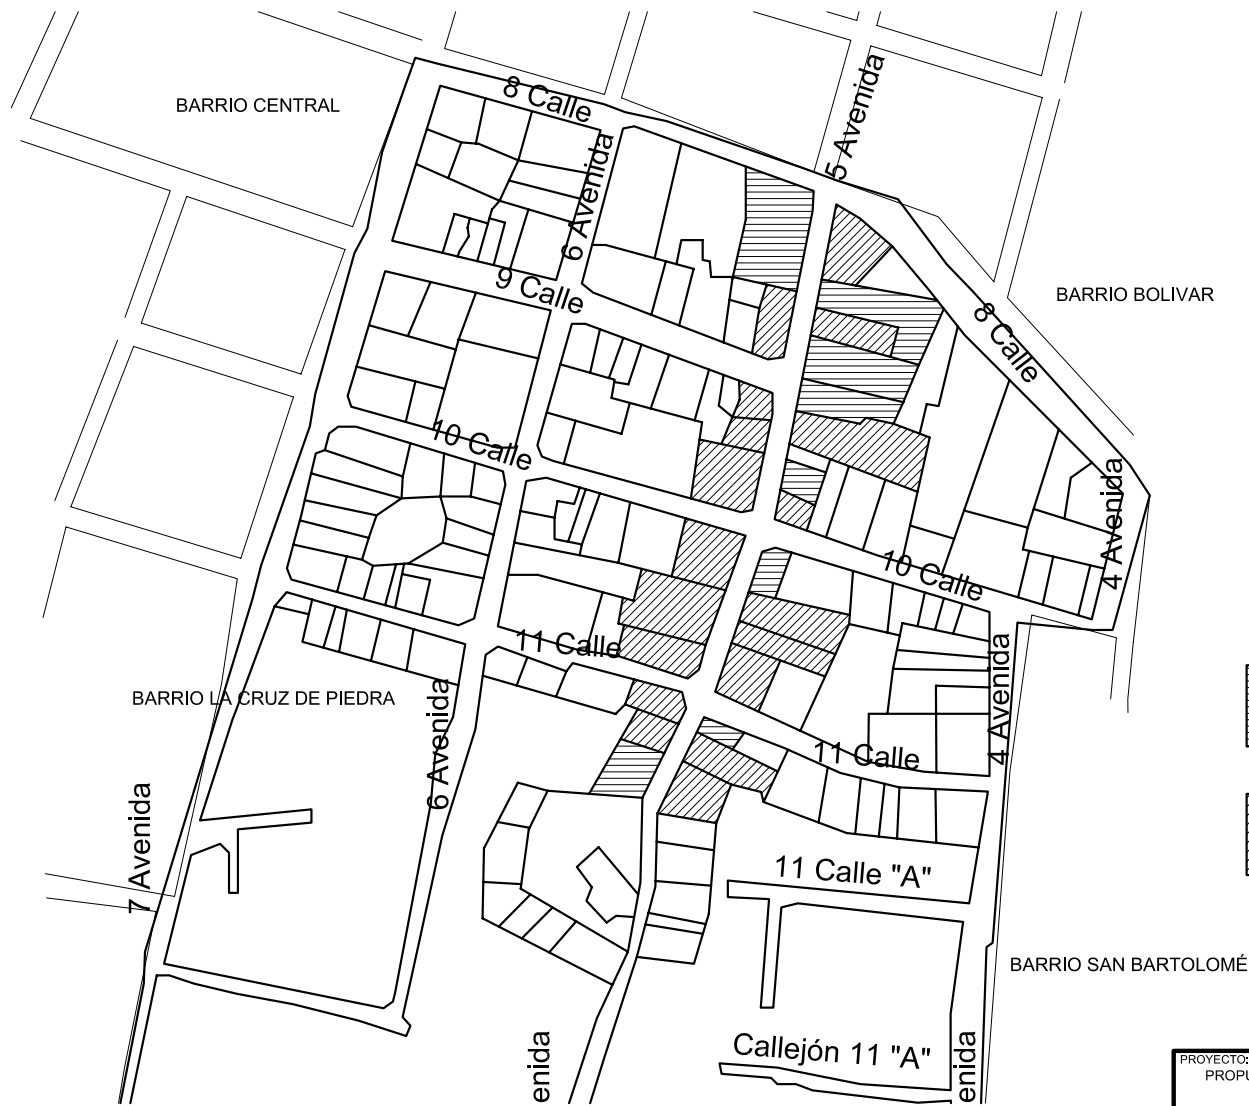 8 Calle
5 Avenida
BARRIO CENTRAL
6 Avenida
9 Calle
BARRIO BOLIVAR
8 Calle
10 Calle
4 Avenida
10 Calle
11 Calle
4 Avenida
BARRIO LA CRUZ DE PIEDRA
6 Avenida
11 Calle
7 Avenida
11 Calle "A"
BARRIO SAN BARTOLOMÉ
Callejón 11 "A"
enida
enida
PROYECTO:
PROPU